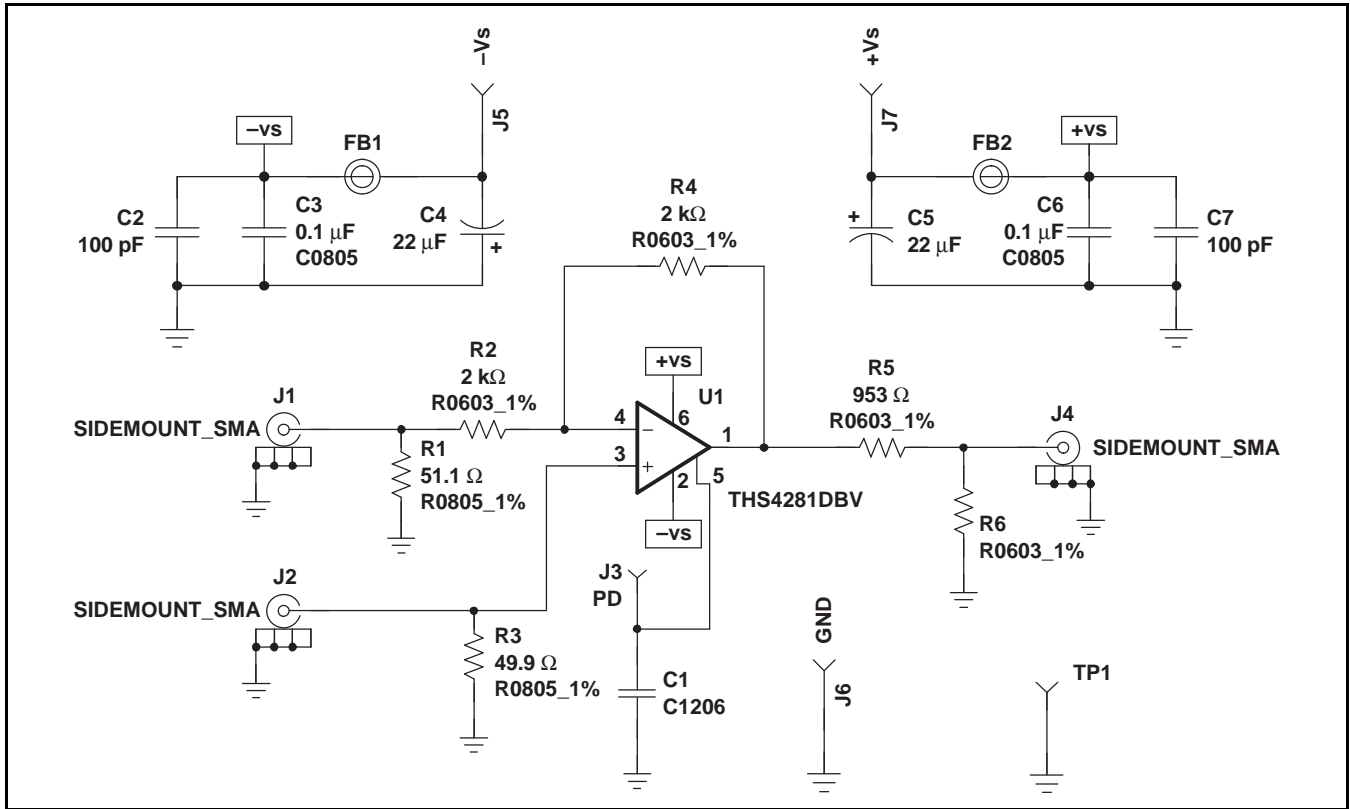 –Vs
J5
+Vs
J7
–vs
FB1
C2
100 pF
C3
0.1 μF
C0805
C4
22 μF
+
R4
2 kΩ
R0603_1%
+
C5
22 μF
FB2
+vs
C6
0.1 μF
C0805
C7
100 pF
J1
SIDEMOUNT_SMA
R2
2 kΩ
R0603_1%
R1
51.1 Ω
R0805_1%
+vs
U1
4
–
6
3
+
2
1
5
THS4281DBV
–vs
R5
953 Ω
R0603_1%
J4
SIDEMOUNT_SMA
R6
R0603_1%
J2
SIDEMOUNT_SMA
R3
49.9 Ω
R0805_1%
J3
PD
C1
C1206
GND
J6
TP1